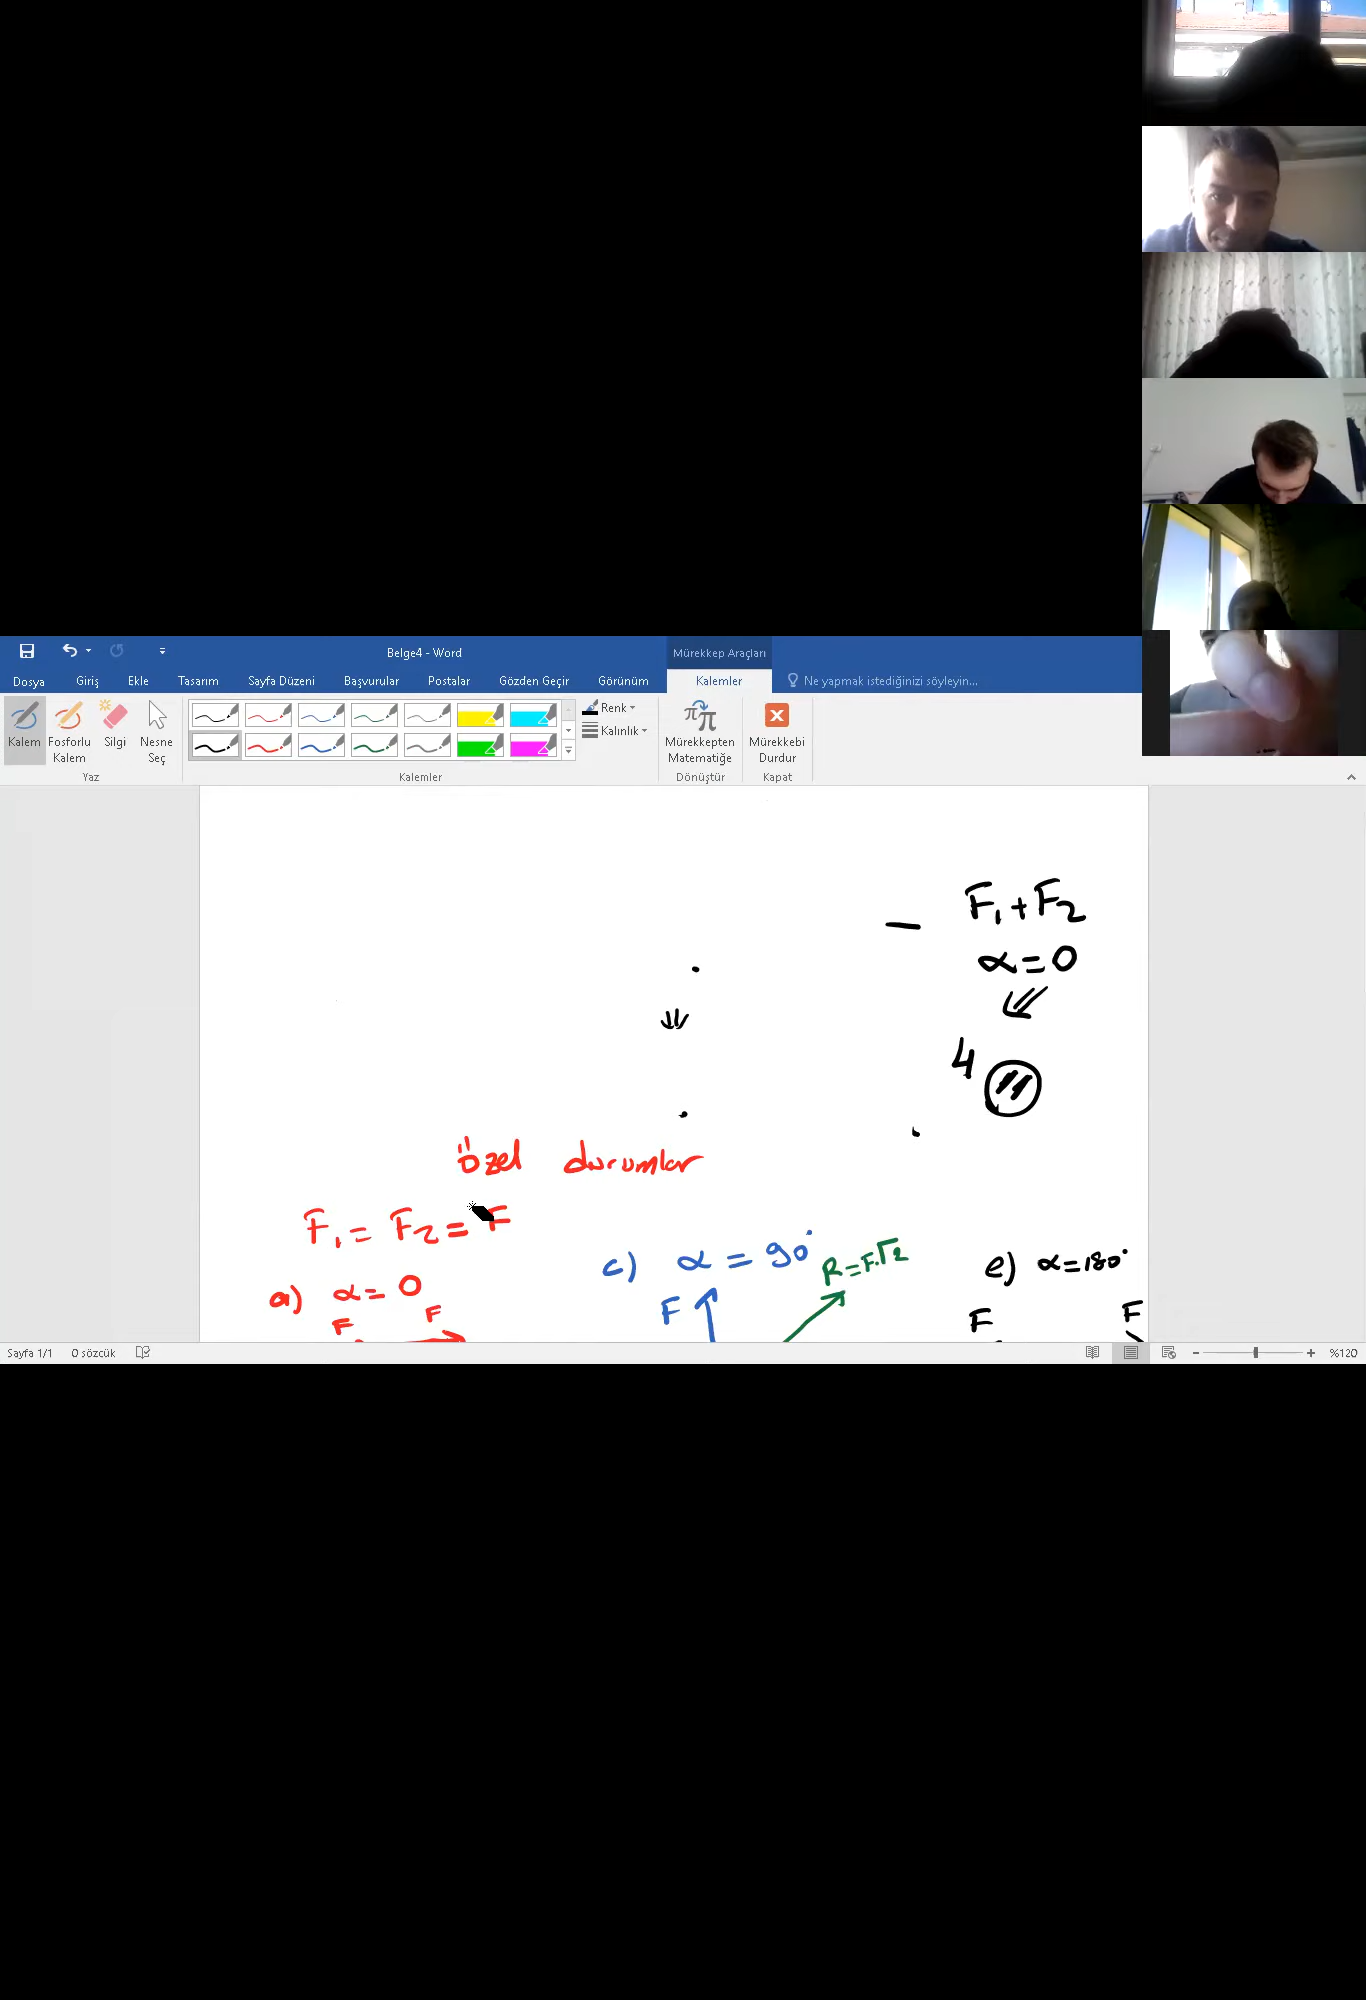 Belge4 - Word
Mürekkep Araçları
Dosya
Giriş
Ekle
Tasarım
Sayfa Düzeni
Başvurular
Postalar
Gözden Geçir
Görünüm
Kalemler
Ne yapmak istediğinizi söyleyin...
Kalem
Fosforlu Kalem
Silgi
Nesne Seç
Renk
Kalınlık
ππ
Mürekkepten Matematiğe
Mürekkebi Durdur
Yaz
Kalemler
Dönüştür
Kapat
— F₁ + F₂
α = 0
4
özel durumlar
F₁ = F₂ = F
a) α = 0
F F
c) α = 90°
R = F.√2
F
e) α = 180°
F F
Sayfa 1/1
0 sözcük
%120